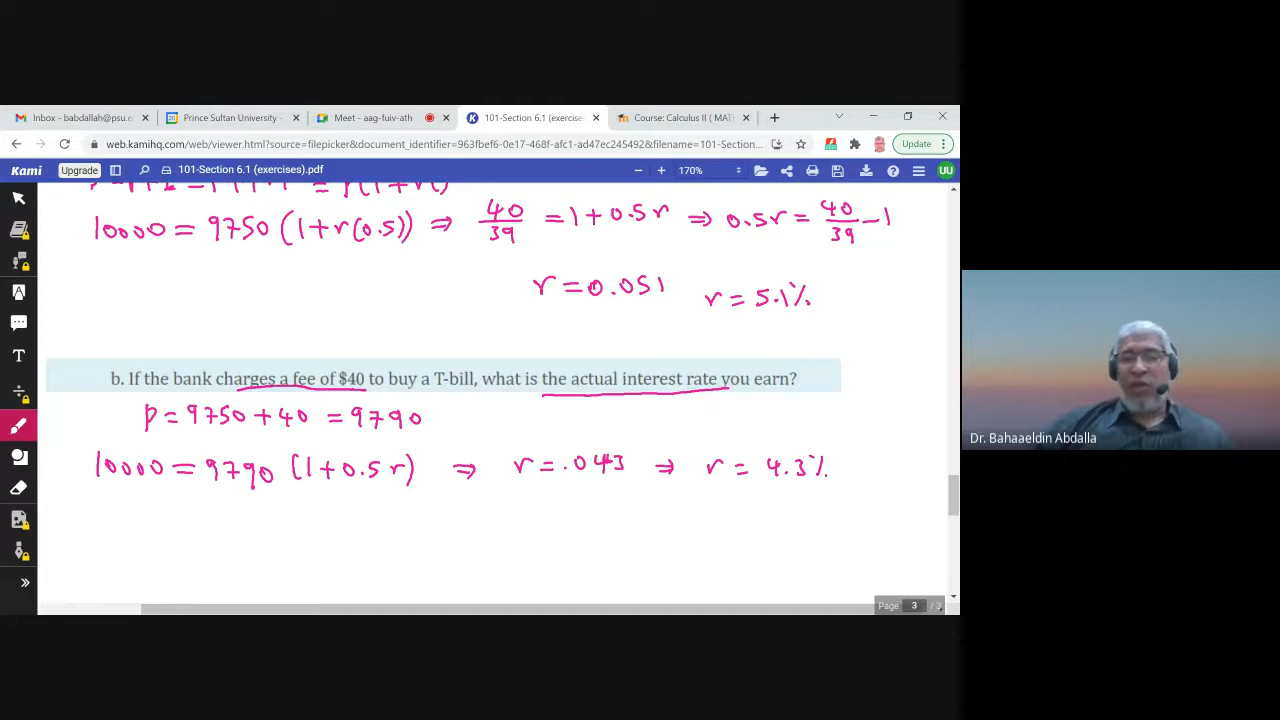 Inbox - babdallah@psu.e
Prince Sultan University -
Meet - aag-fuiv-ath
101-Section 6.1 (exercises).p
Course: Calculus II ( MAT
web.kamihq.com/web/viewer.html?source=filepicker&document_identifier=963fbef6-0e17-468f-afc1-ad47ec245492&filename=101-Section...
Update
Kami Upgrade 101-Section 6.1 (exercises).pdf 170% UU
10000 = 9750 (1+r(0.5)) ⇒ 40/39 = 1+0.5r ⇒ 0.5r = 40/39 - 1
r = 0.051 r = 5.1%
b. If the bank charges a fee of $40 to buy a T-bill, what is the actual interest rate you earn?
P = 9750 + 40 = 9790
10000 = 9790 (1+0.5r) ⇒ r = .043 ⇒ r = 4.3%
Dr. Bahaaeldin Abdalla
Page 3 / 3